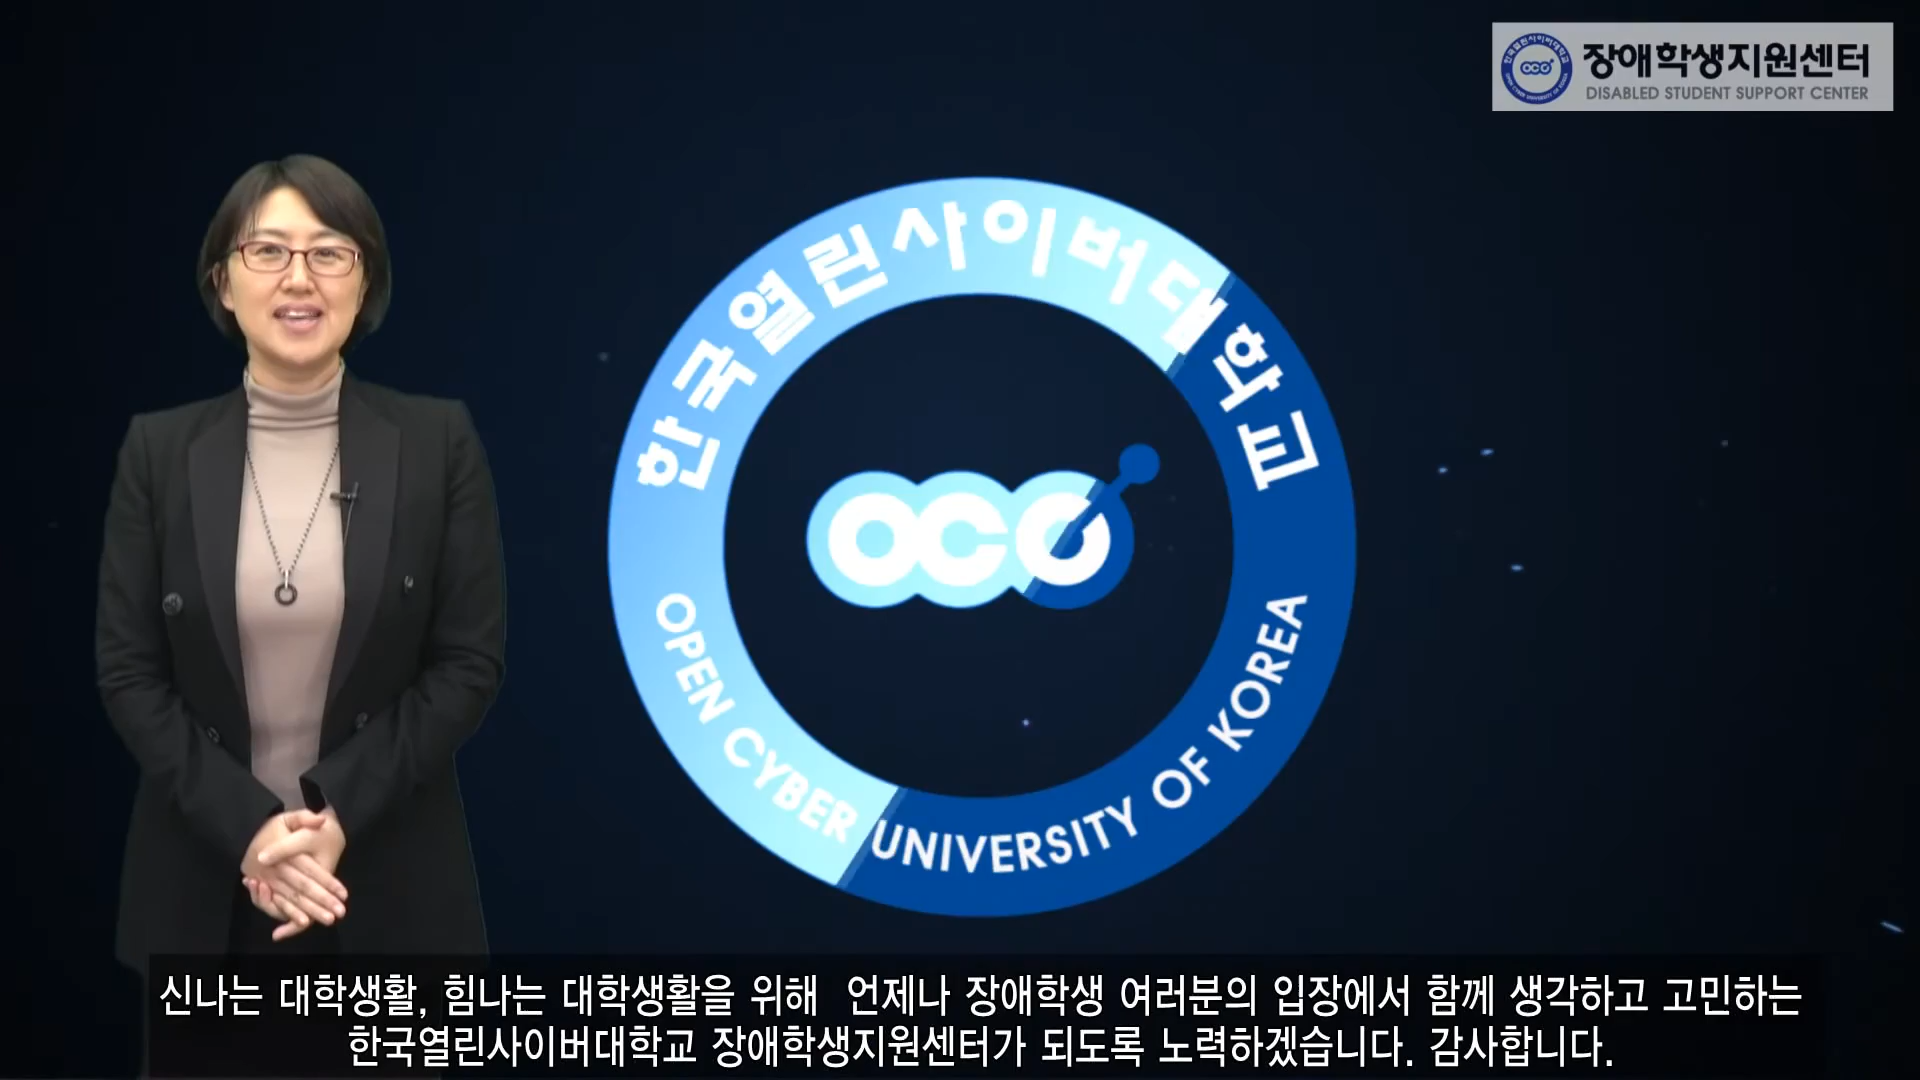 장애학생지원센터
DISABLED STUDENT SUPPORT CENTER
한국열린사이버대학교
OCU
OPEN CYBER UNIVERSITY OF KOREA
신나는 대학생활, 힘나는 대학생활을 위해 언제나 장애학생 여러분의 입장에서 함께 생각하고 고민하는
한국열린사이버대학교 장애학생지원센터가 되도록 노력하겠습니다. 감사합니다.